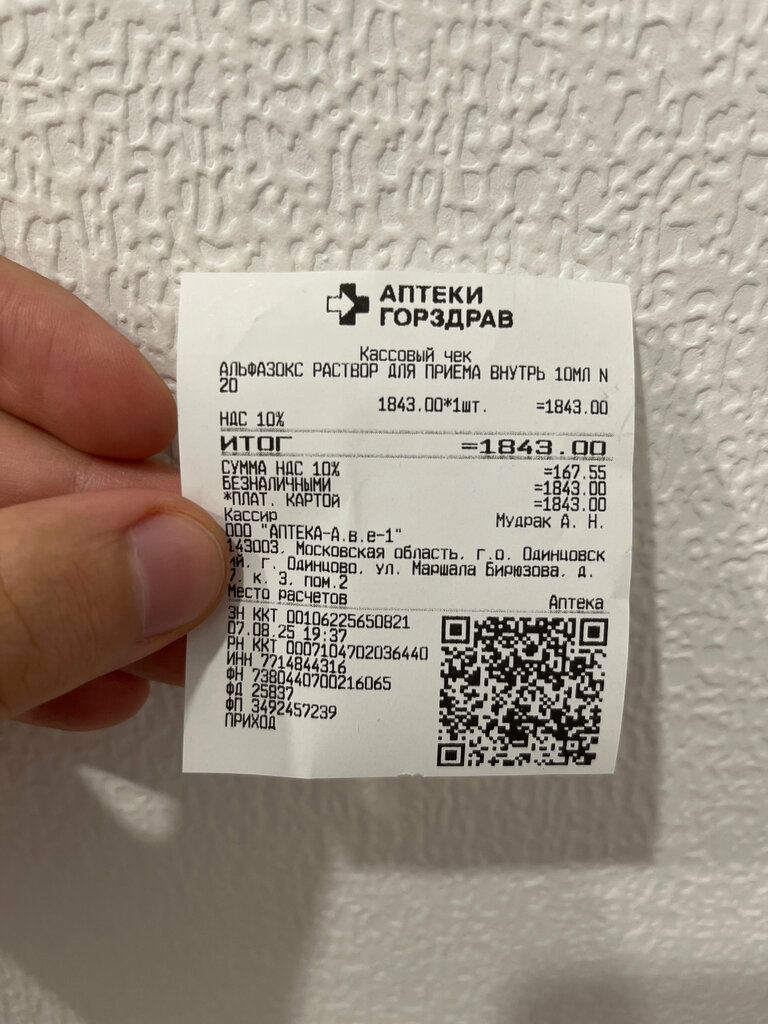 АПТЕКИ
ГОРЗДРАВ
Кассовый чек
АЛЬФАЗОКС РАСТВОР ДЛЯ ПРИЕМА ВНУТРЬ 10МЛ N
20
1843.00*1шт. =1843.00
НДС 10%
ИТОГ =1843.00
СУММА НДС 10% =167.55
БЕЗНАЛИЧНЫМИ =1843.00
*ПЛАТ. КАРТОЙ =1843.00
Кассир Мудрак А. Н.
ООО "АПТЕКА-А.в.е-1"
143003, Московская область, г.о. Одинцовск
ий, г. Одинцово, ул. Маршала Бирюзова, д.
7, к. 3, пом.2
Место расчетов Аптека
ЗН ККТ 00106225650821
07.08.25 19:37
РН ККТ 0007104702036440
ИНН 7714844316
ФН 7380440700216065
ФД 25837
ФП 3492457239
ПРИХОД